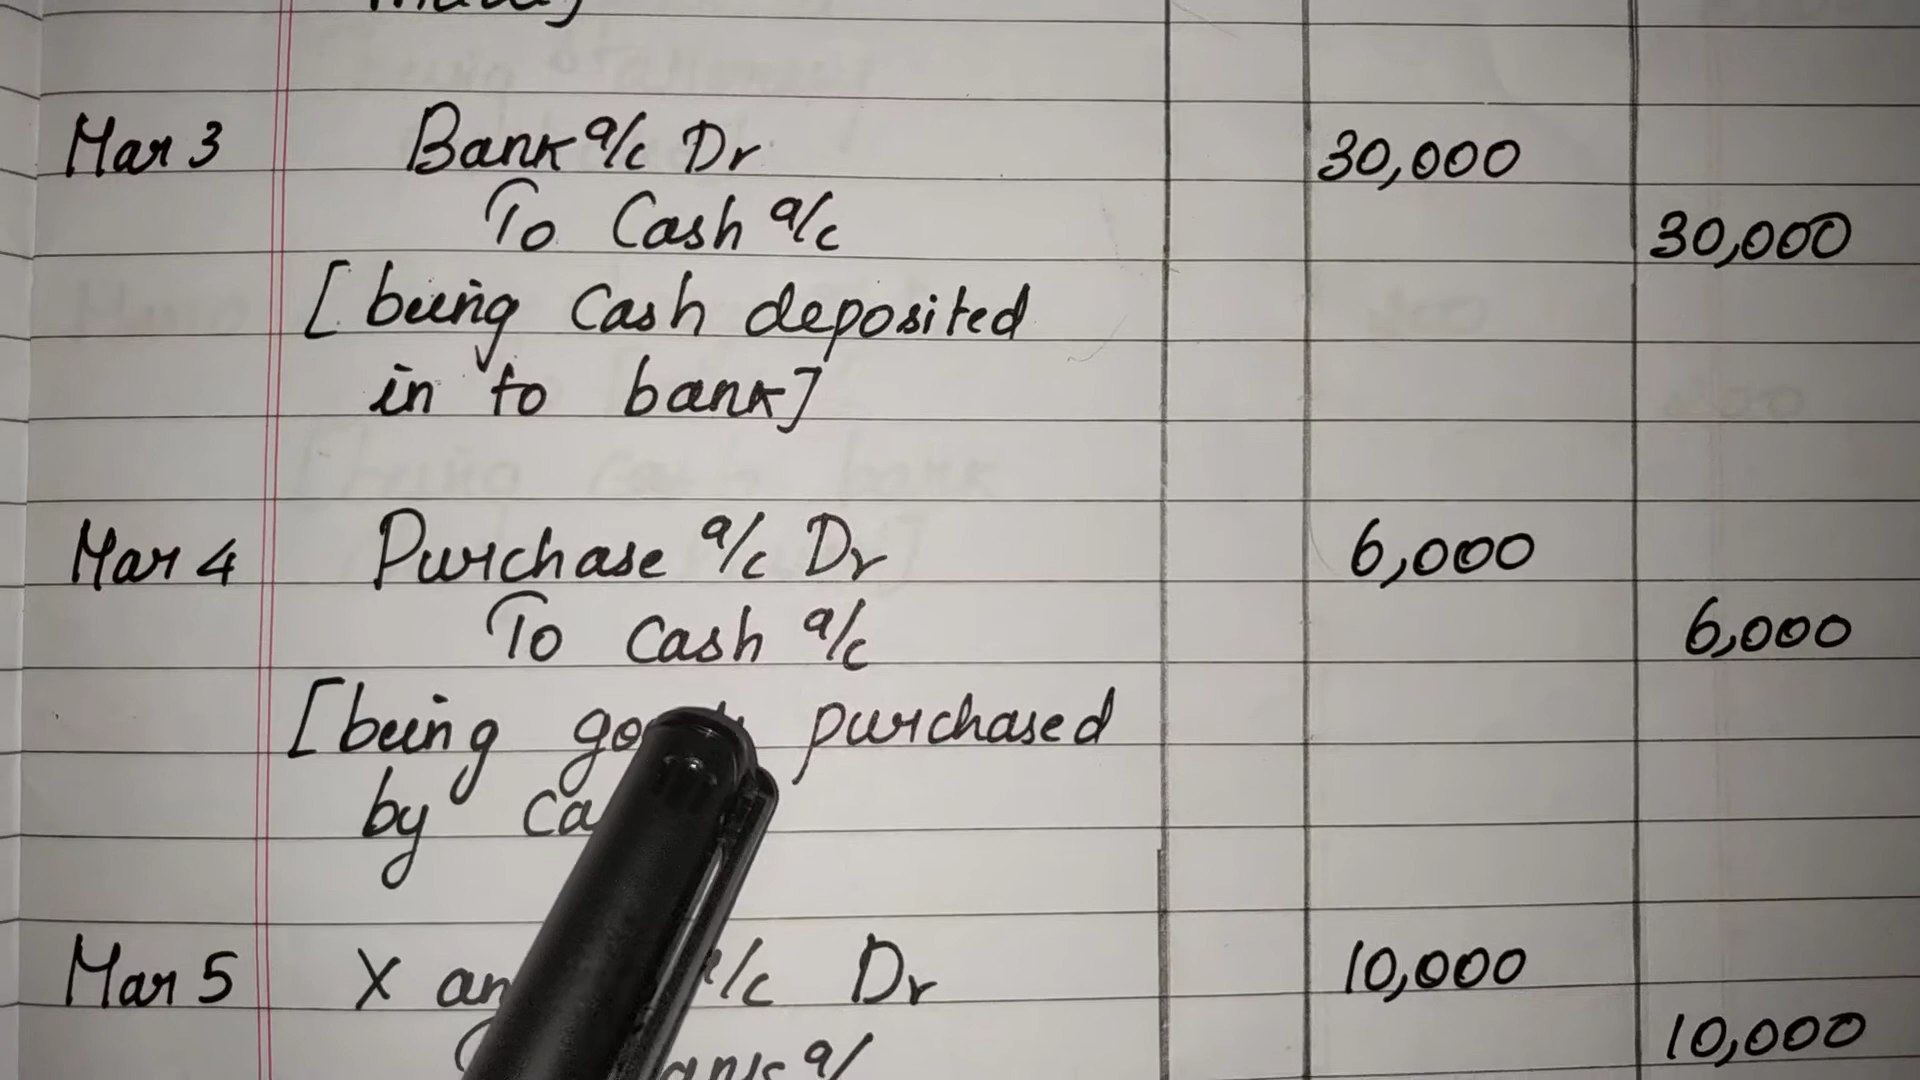 Mar 3 Bank a/c Dr 30,000
To Cash a/c 30,000
[being Cash deposited
in to bank]
Mar 4 Purchase a/c Dr 6,000
To Cash a/c 6,000
[being purchased
by
Mar 5 X Dr 10,000
10,000